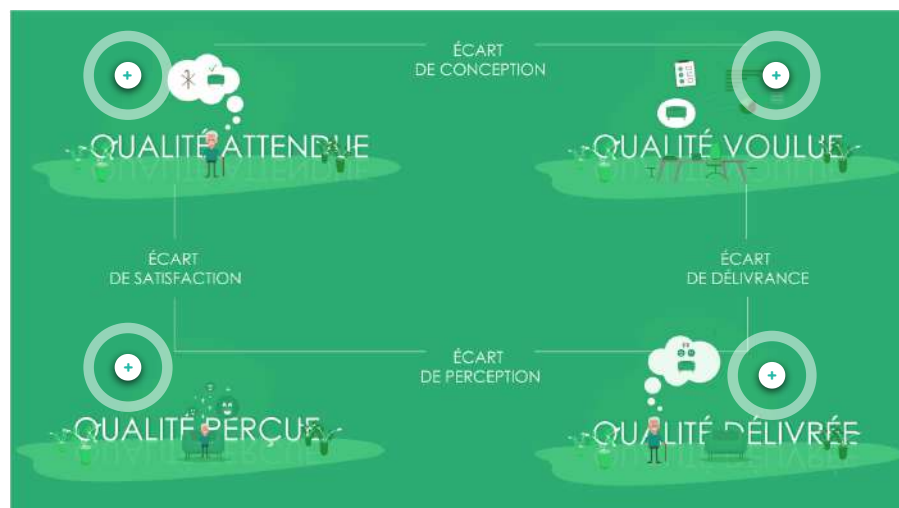 ÉCART
DE CONCEPTION
QUALITÉ ATTENDUE
QUALITÉ VOULUE
ÉCART
DE SATISFACTION
ÉCART
DE DÉLIVRANCE
ÉCART
DE PERCEPTION
QUALITÉ PERÇUE
QUALITÉ DÉLIVRÉE